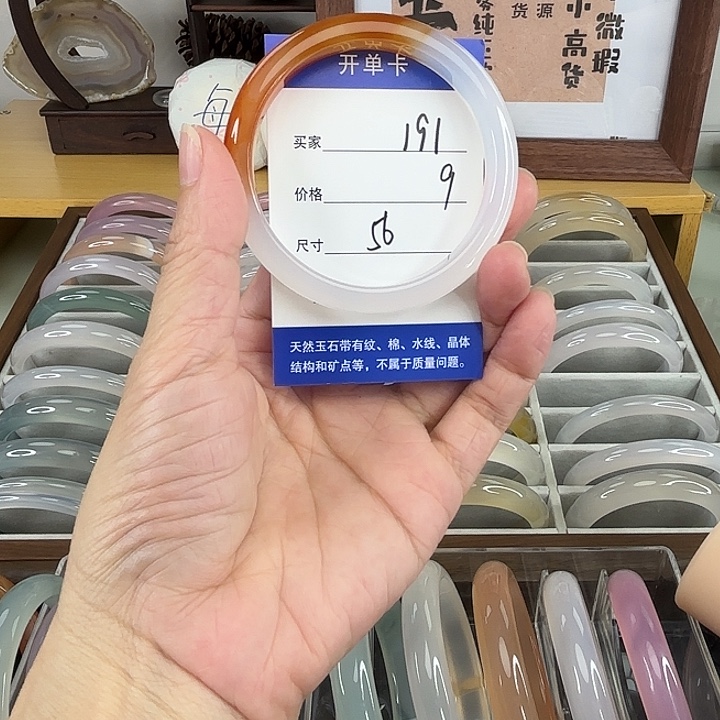 开单卡
买家 191
价格 9
尺寸 56
天然玉石带有纹、棉、水线、晶体
结构和矿点等，不属于质量问题。
每
货源
小高货
微瑕